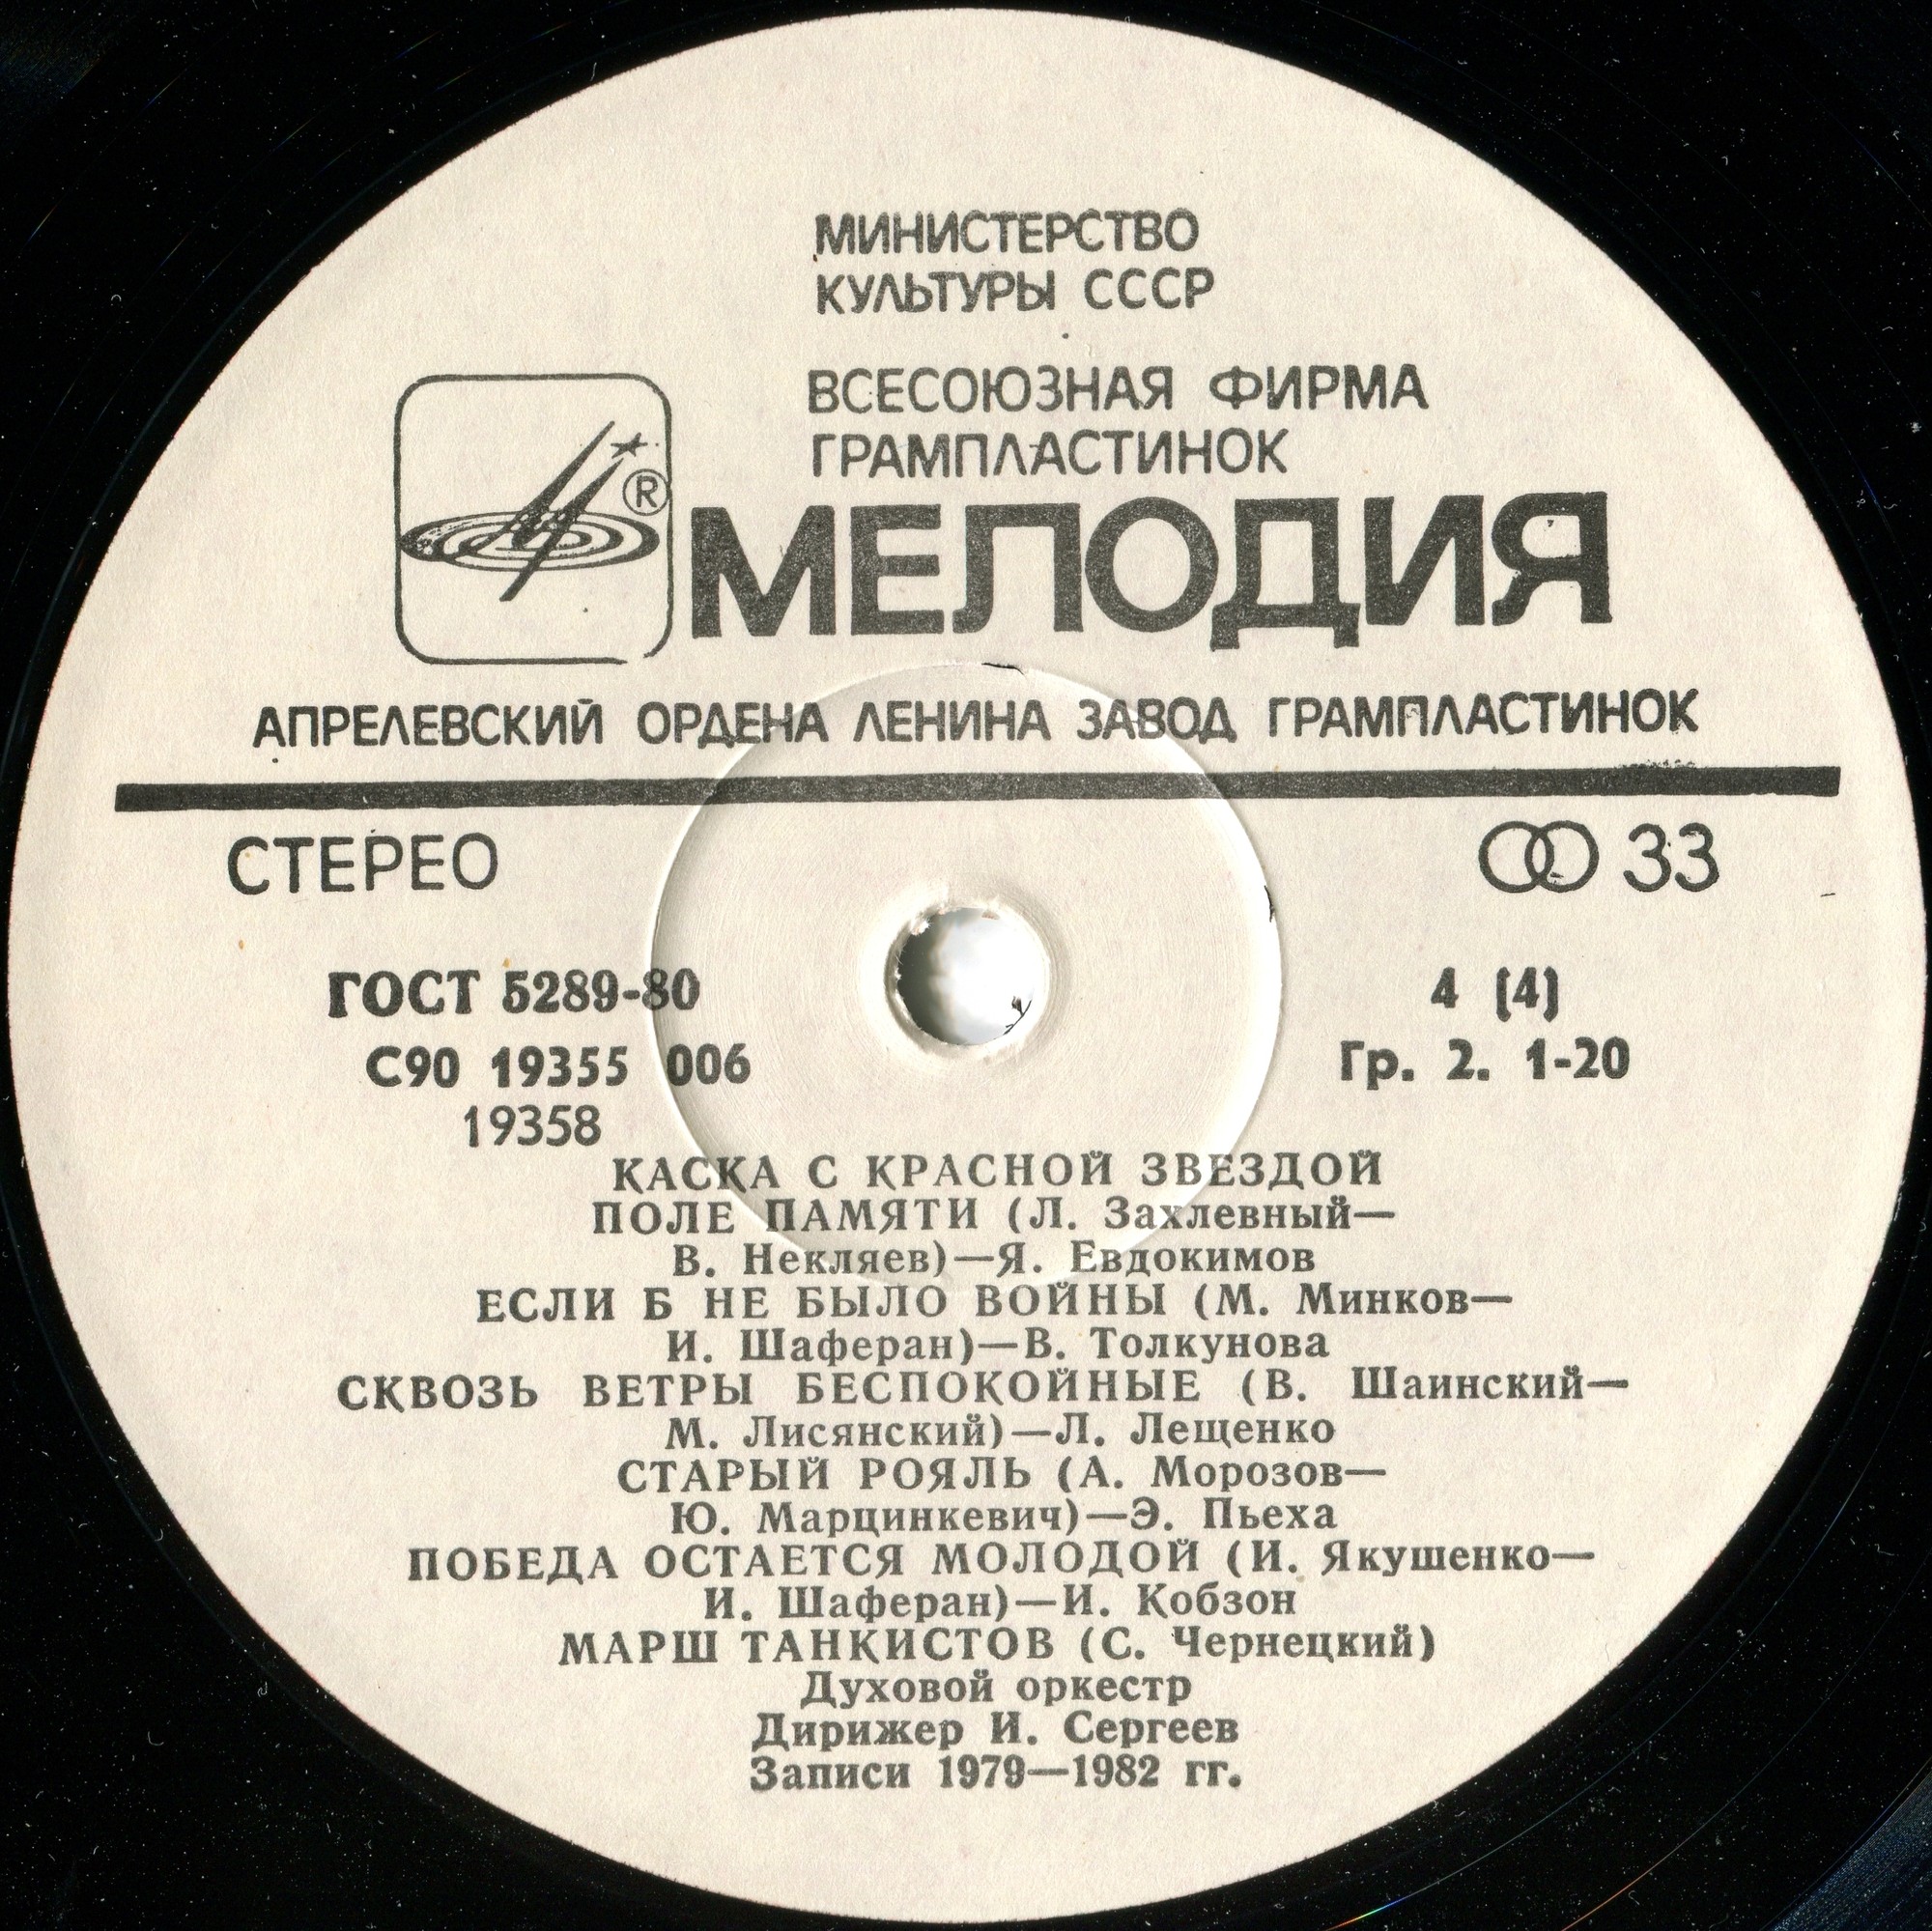 МИНИСТЕРСТВО
КУЛЬТУРЫ СССР
ВСЕСОЮЗНАЯ ФИРМА
ГРАМПЛАСТИНОК
®
МЕЛОДИЯ
АПРЕЛЕВСКИЙ ОРДЕНА ЛЕНИНА ЗАВОД ГРАМПЛАСТИНОК
СТЕРЕО 33
ГОСТ 5289-80 4 (4)
С90 19355 006 Гр. 2. 1-20
19358
КАСКА С КРАСНОЙ ЗВЕЗДОЙ
ПОЛЕ ПАМЯТИ (Л. Захлевный—
В. Некляев)—Я. Евдокимов
ЕСЛИ Б НЕ БЫЛО ВОЙНЫ (М. Минков—
И. Шаферан)—В. Толкунова
СКВОЗЬ ВЕТРЫ БЕСПОКОЙНЫЕ (В. Шаинский—
М. Лисянский)—Л. Лещенко
СТАРЫЙ РОЯЛЬ (А. Морозов—
Ю. Марцинкевич)—Э. Пьеха
ПОБЕДА ОСТАЕТСЯ МОЛОДОЙ (И. Якушенко—
И. Шаферан)—И. Кобзон
МАРШ ТАНКИСТОВ (С. Чернецкий)
Духовой оркестр
Дирижер И. Сергеев
Записи 1979—1982 гг.